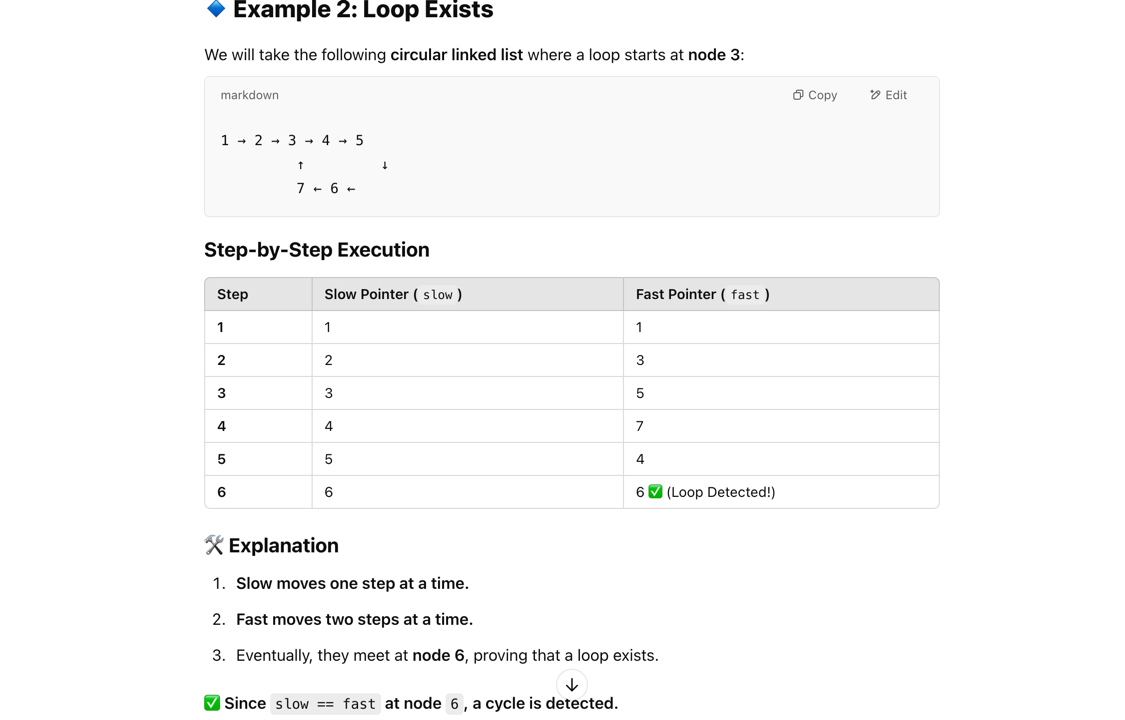 🔷 Example 2: Loop Exists
We will take the following circular linked list where a loop starts at node 3:
markdown Copy Edit
1 → 2 → 3 → 4 → 5
↑ ↓
7 ← 6 ←
Step-by-Step Execution
Step Slow Pointer ( slow ) Fast Pointer ( fast )
1 1 1
2 2 3
3 3 5
4 4 7
5 5 4
6 6 6 ✅ (Loop Detected!)
🛠 Explanation
1. Slow moves one step at a time.
2. Fast moves two steps at a time.
3. Eventually, they meet at node 6, proving that a loop exists.
✅ Since slow == fast at node 6 , a cycle is detected.